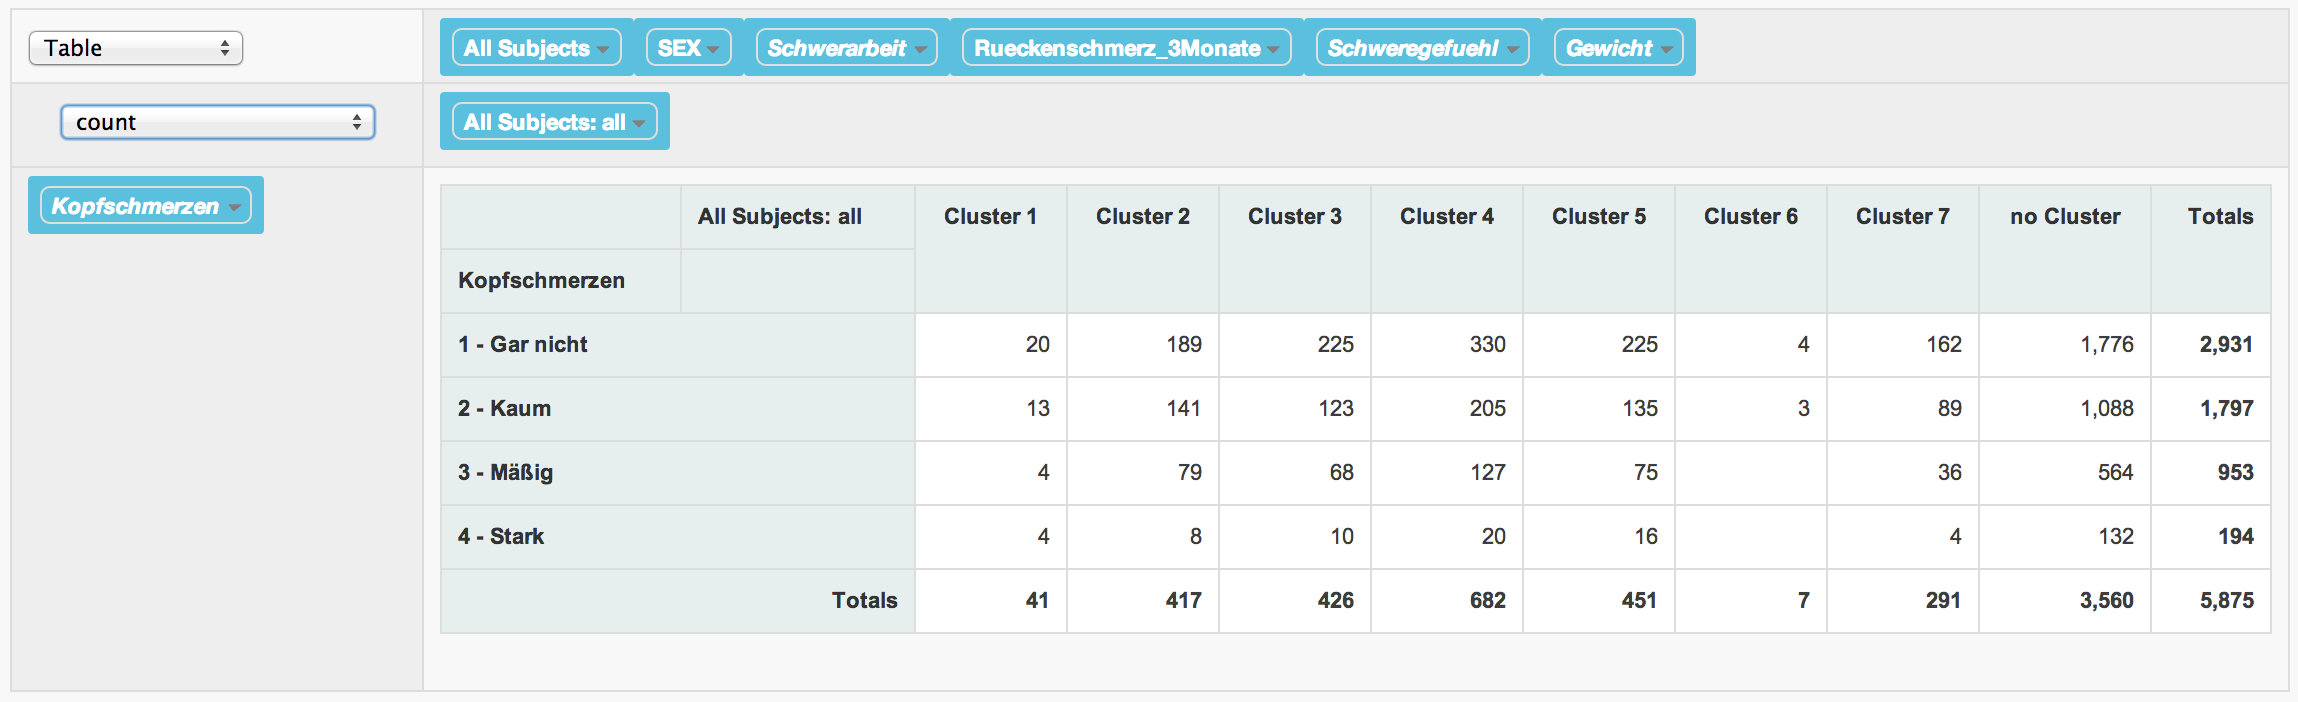 Table All Subjects SEX Schwerarbeit Rueckenschmerz_3Monate Schweregefuehl Gewicht
count All Subjects: all
Kopfschmerzen
All Subjects: all Cluster 1 Cluster 2 Cluster 3 Cluster 4 Cluster 5 Cluster 6 Cluster 7 no Cluster Totals
Kopfschmerzen
1 - Gar nicht 20 189 225 330 225 4 162 1,776 2,931
2 - Kaum 13 141 123 205 135 3 89 1,088 1,797
3 - Mäßig 4 79 68 127 75 36 564 953
4 - Stark 4 8 10 20 16 4 132 194
Totals 41 417 426 682 451 7 291 3,560 5,875